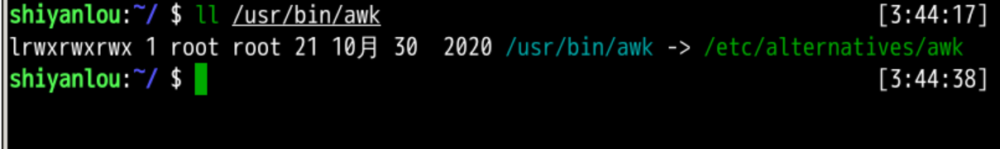 shiyanlou:~/ $ ll /usr/bin/awk [3:44:17]
lrwxrwxrwx 1 root root 21 10月 30  2020 /usr/bin/awk -> /etc/alternatives/awk
shiyanlou:~/ $ [3:44:38]